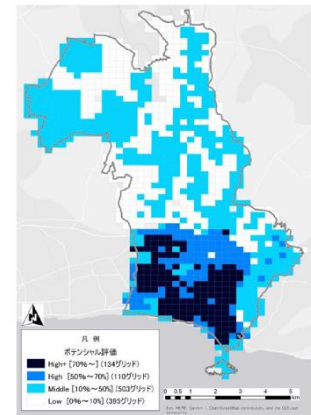 凡 例
ポテンシャル評価
High+ [70%～] (134グリッド)
High [50%～70%] (110グリッド)
Middle [10%～50%] (503グリッド)
Low [0%～10%] (395グリッド)
0 0.5 1 2 3 4 5